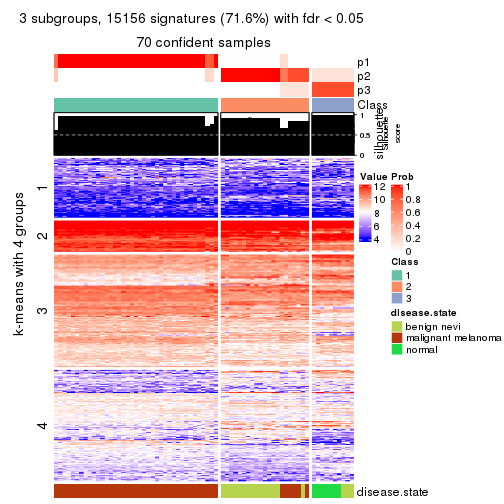 3 subgroups, 15156 signatures (71.6%) with fdr < 0.05
70 confident samples
p1
p2
p3
Class
silhouette
Silhouette
score
1
0.5
0
k-means with 4 groups
1
2
3
4
Value
12
10
8
6
4
Prob
1
0.8
0.6
0.4
0.2
0
Class
1
2
3
disease.state
benign nevi
malignant melanoma
normal
disease.state